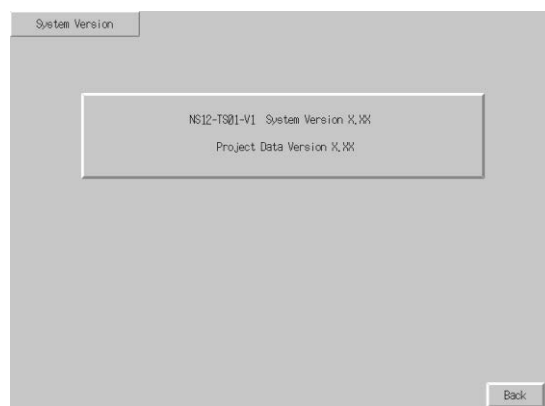 System Version
NS12-TS01-V1 System Version X.XX
Project Data Version X.XX
Back